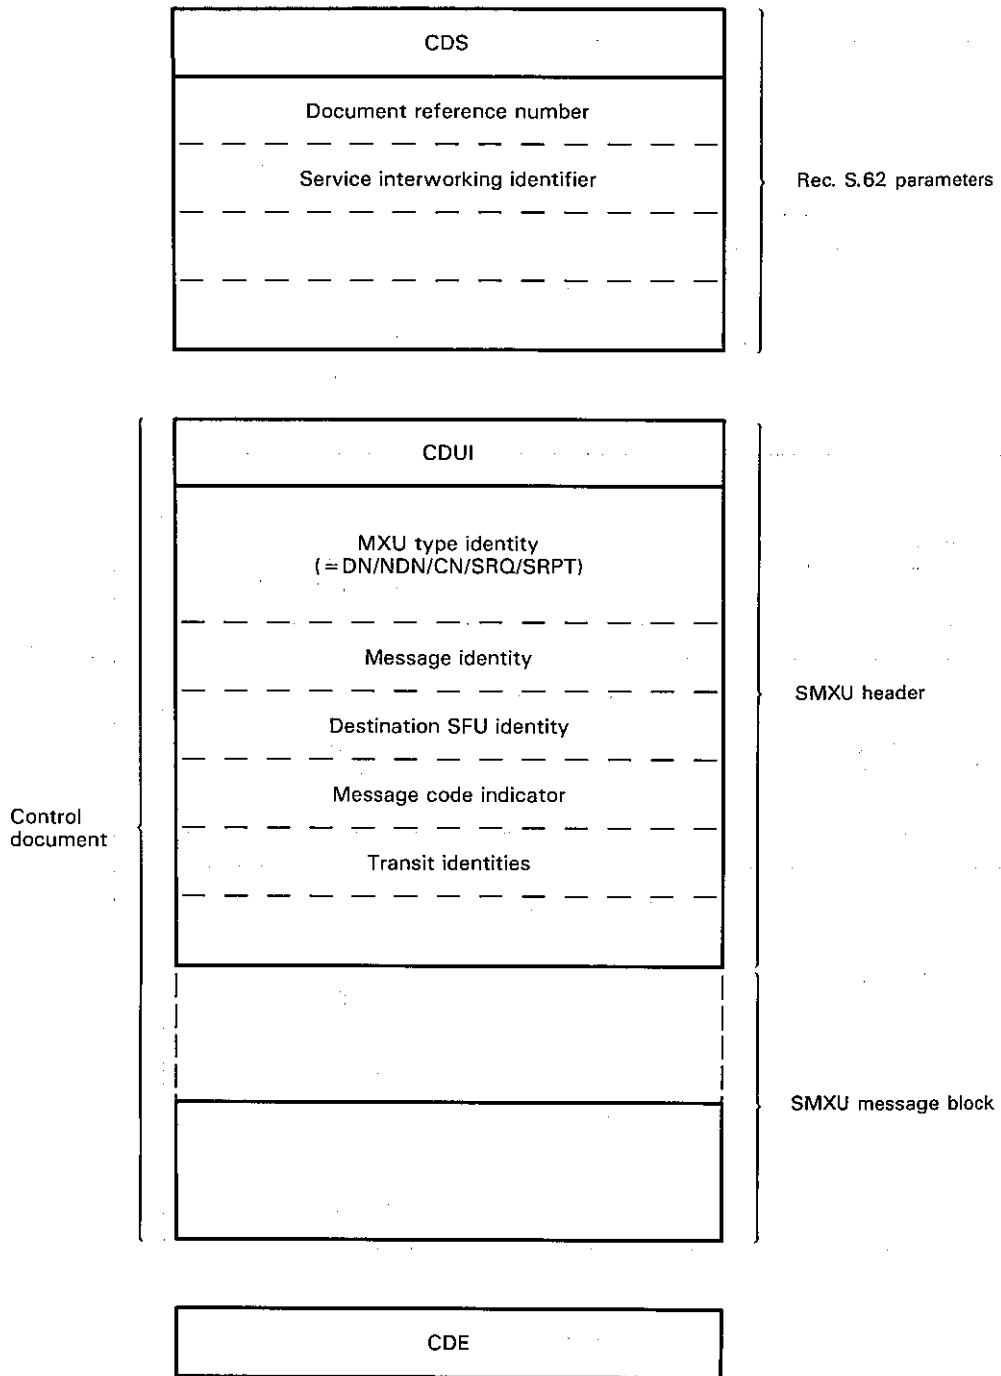 CDS
Document reference number
Service interworking identifier
Rec. S.62 parameters
CDUI
MXU type identity
(=DN/NDN/CN/SRQ/SRPT)
Message identity
Destination SFU identity
SMXU header
Message code indicator
Control
document
Transit identities
SMXU message block
CDE